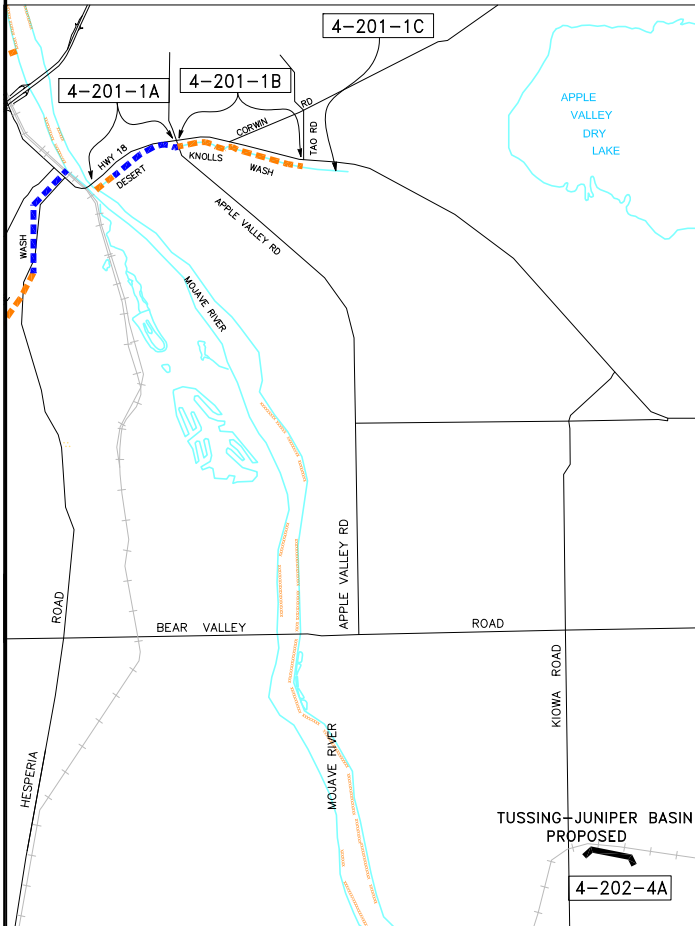 4-201-1C
4-201-1A
4-201-1B
APPLE
VALLEY
DRY
LAKE
CORWIN RD
TAO RD
HWY 18
DESERT KNOLLS WASH
APPLE VALLEY RD
WASH
MOJAVE RIVER
APPLE VALLEY RD
HESPERIA ROAD
BEAR VALLEY ROAD
KIOWA ROAD
MOJAVE RIVER
TUSSING-JUNIPER BASIN
PROPOSED
4-202-4A